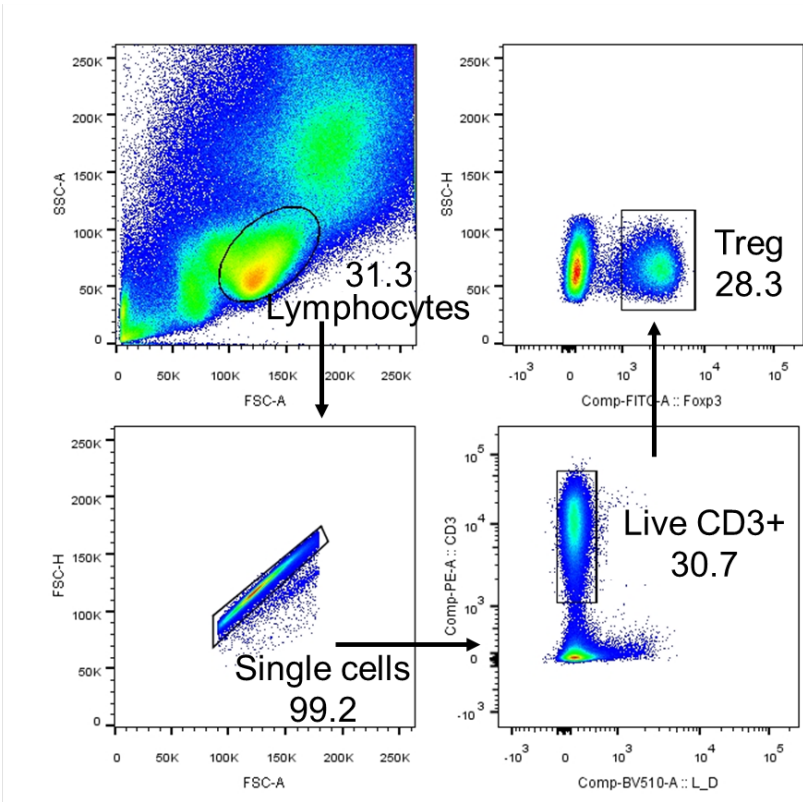 250K
200K
150K
100K
50K
0
SSC-A
31.3
Lymphocytes
0 50K 100K 150K 200K 250K
FSC-A
250K
200K
150K
100K
50K
0
SSC-H
Treg
28.3
-10³ 0 10³ 10⁴ 10⁵
Comp-FITC-A :: Foxp3
250K
200K
150K
100K
50K
0
FSC-H
Single cells
99.2
0 50K 100K 150K 200K 250K
FSC-A
10⁵
10⁴
10³
0
-10³
Comp-PE-A :: CD3
Live CD3+
30.7
-10³ 0 10³ 10⁴ 10⁵
Comp-BV510-A :: L_D